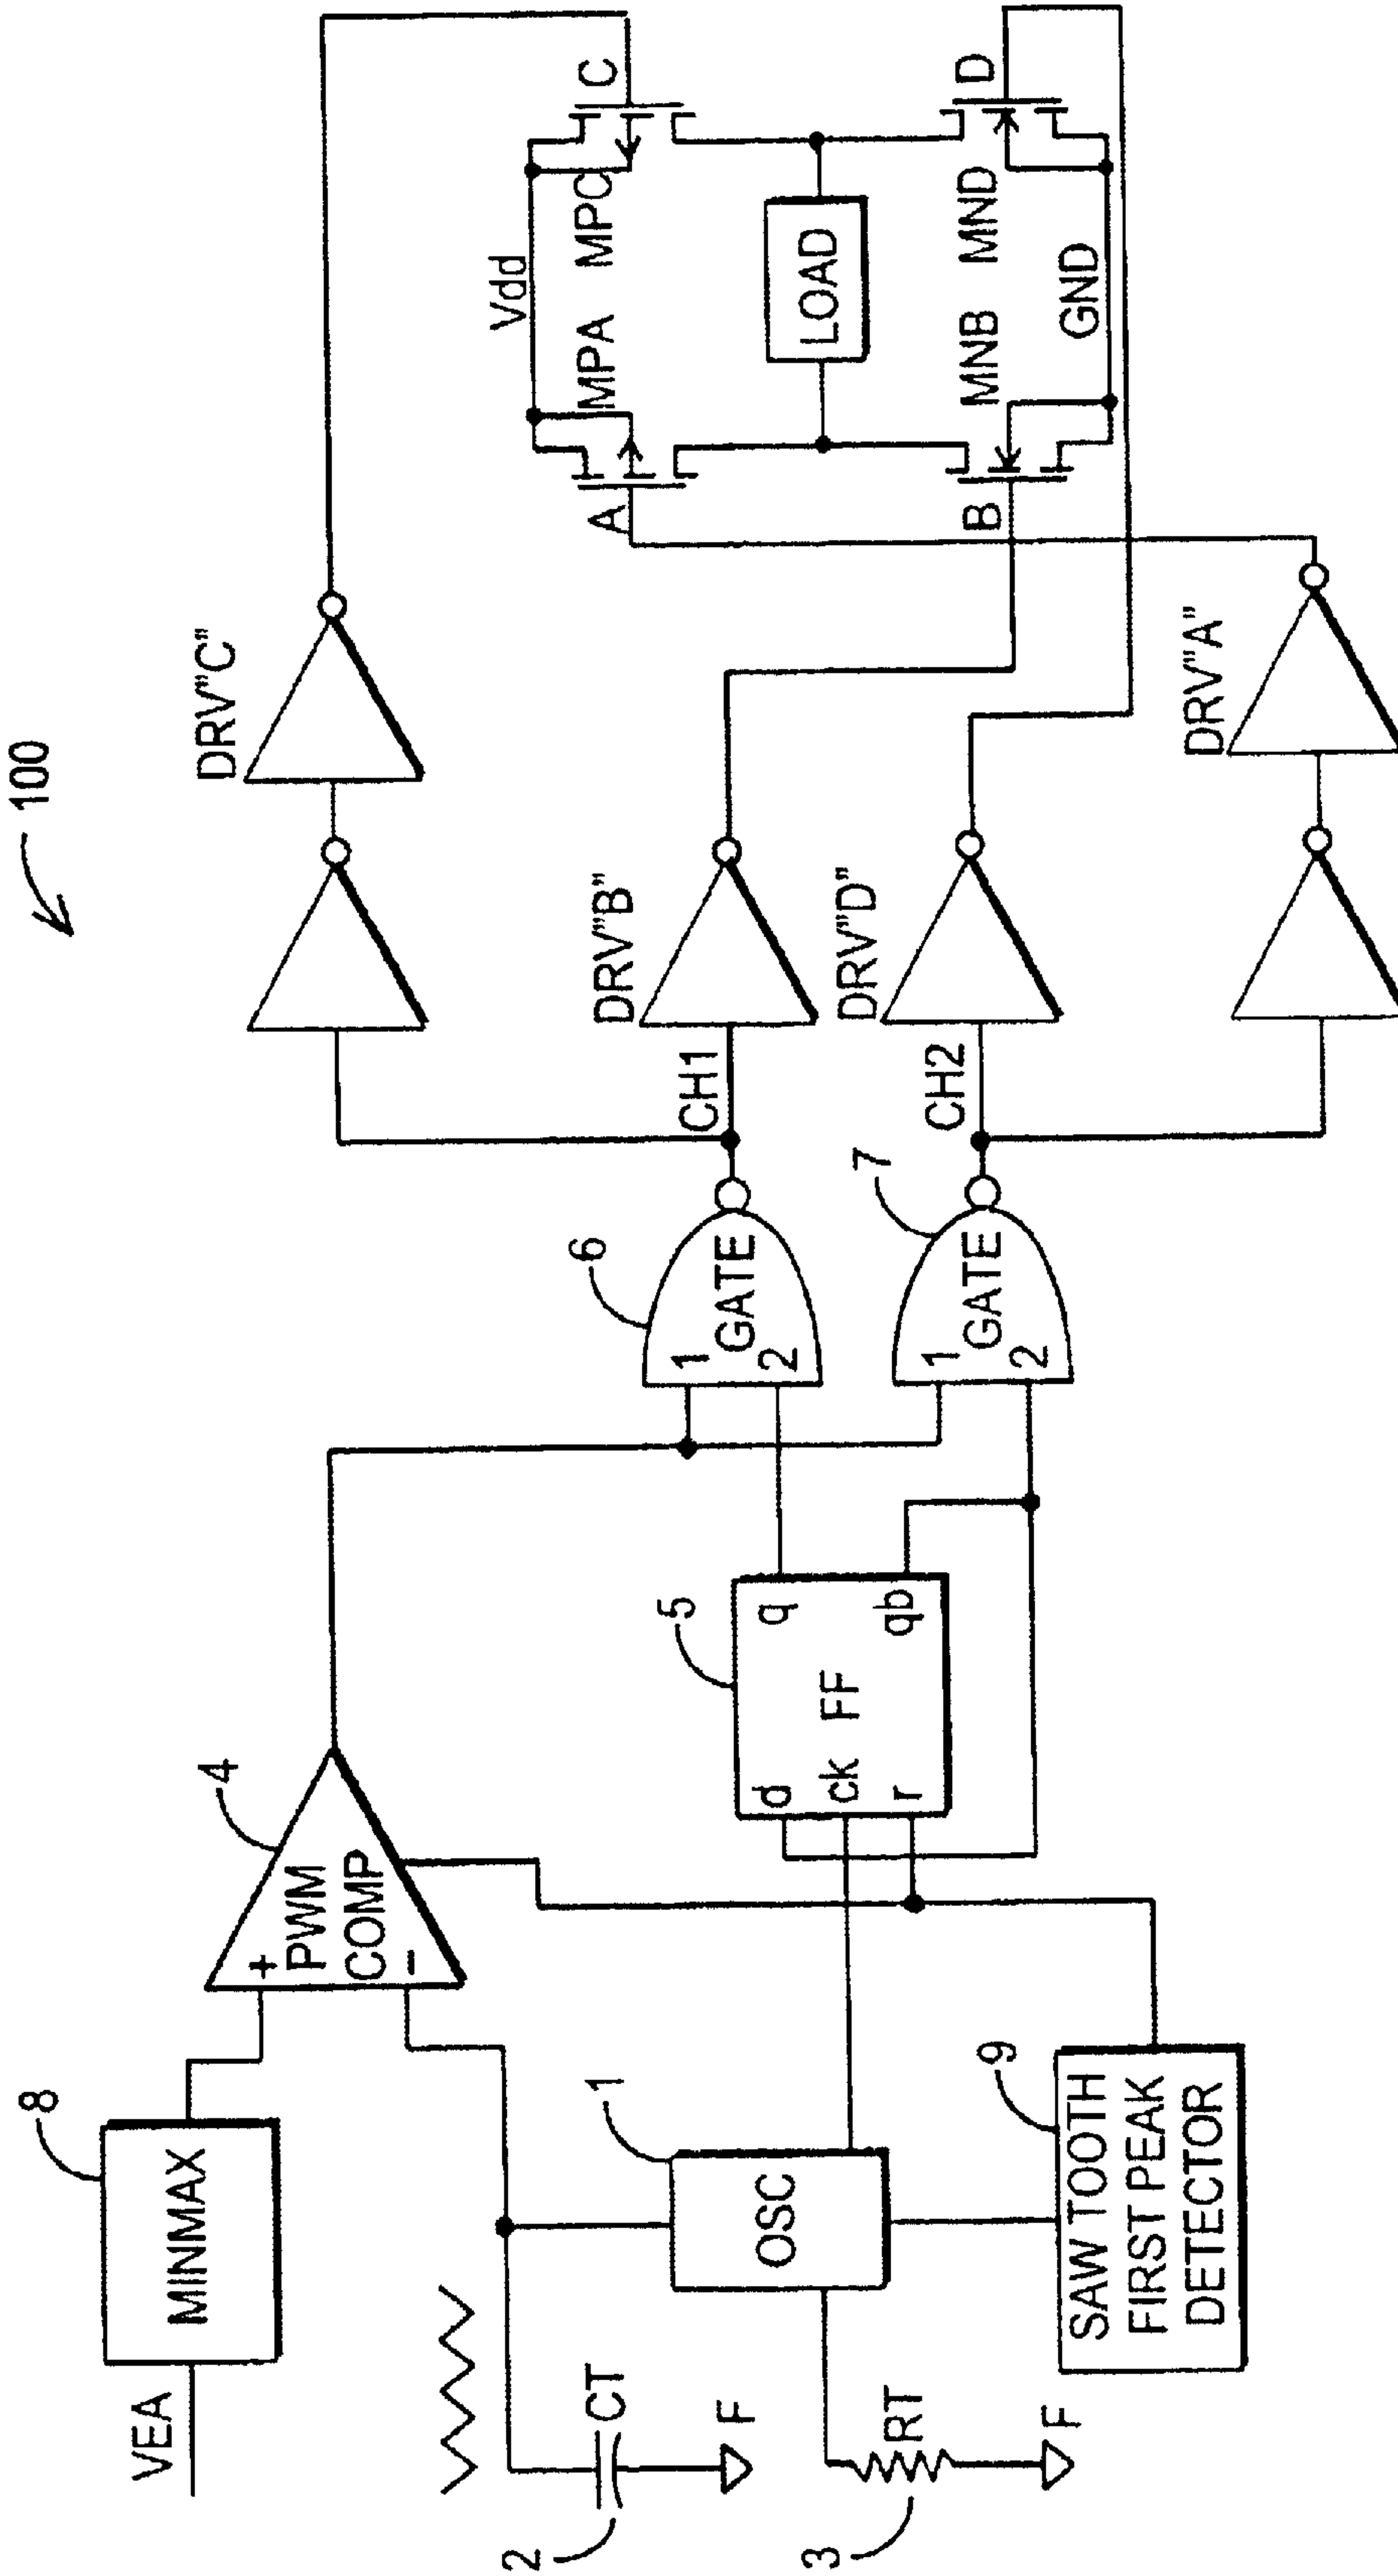 100
8
MINMAX
VEA
4
+
PWM
COMP
−
2
CT
F
1
OSC
3
RT
F
9
SAW TOOTH
FIRST PEAK
DETECTOR
5
d
q
ck FF
r
qb
6
1
GATE
2
7
1
GATE
2
CH1
CH2
DRV"C"
DRV"B"
DRV"D"
DRV"A"
Vdd
MPA MPC
A
C
LOAD
MNB MND
B
D
GND